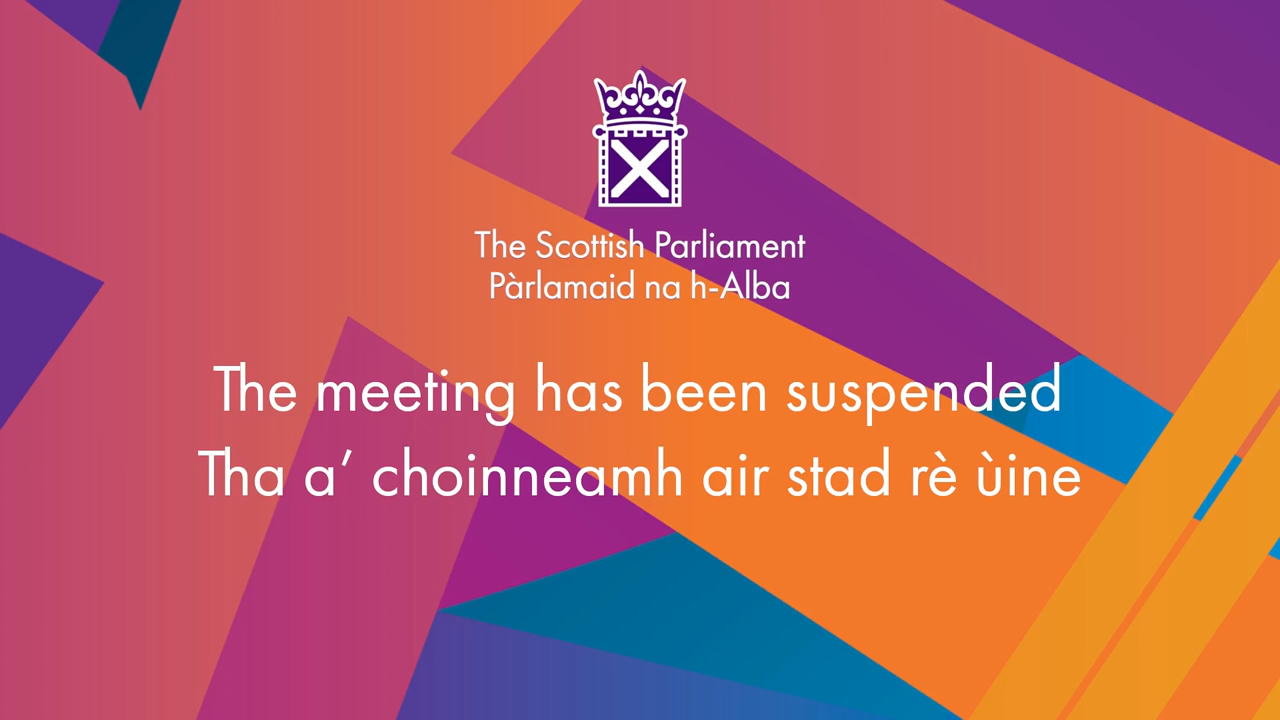 The Scottish Parliament
Pàrlamaid na h-Alba
The meeting has been suspended
Tha a’ choinneamh air stad rè ùine